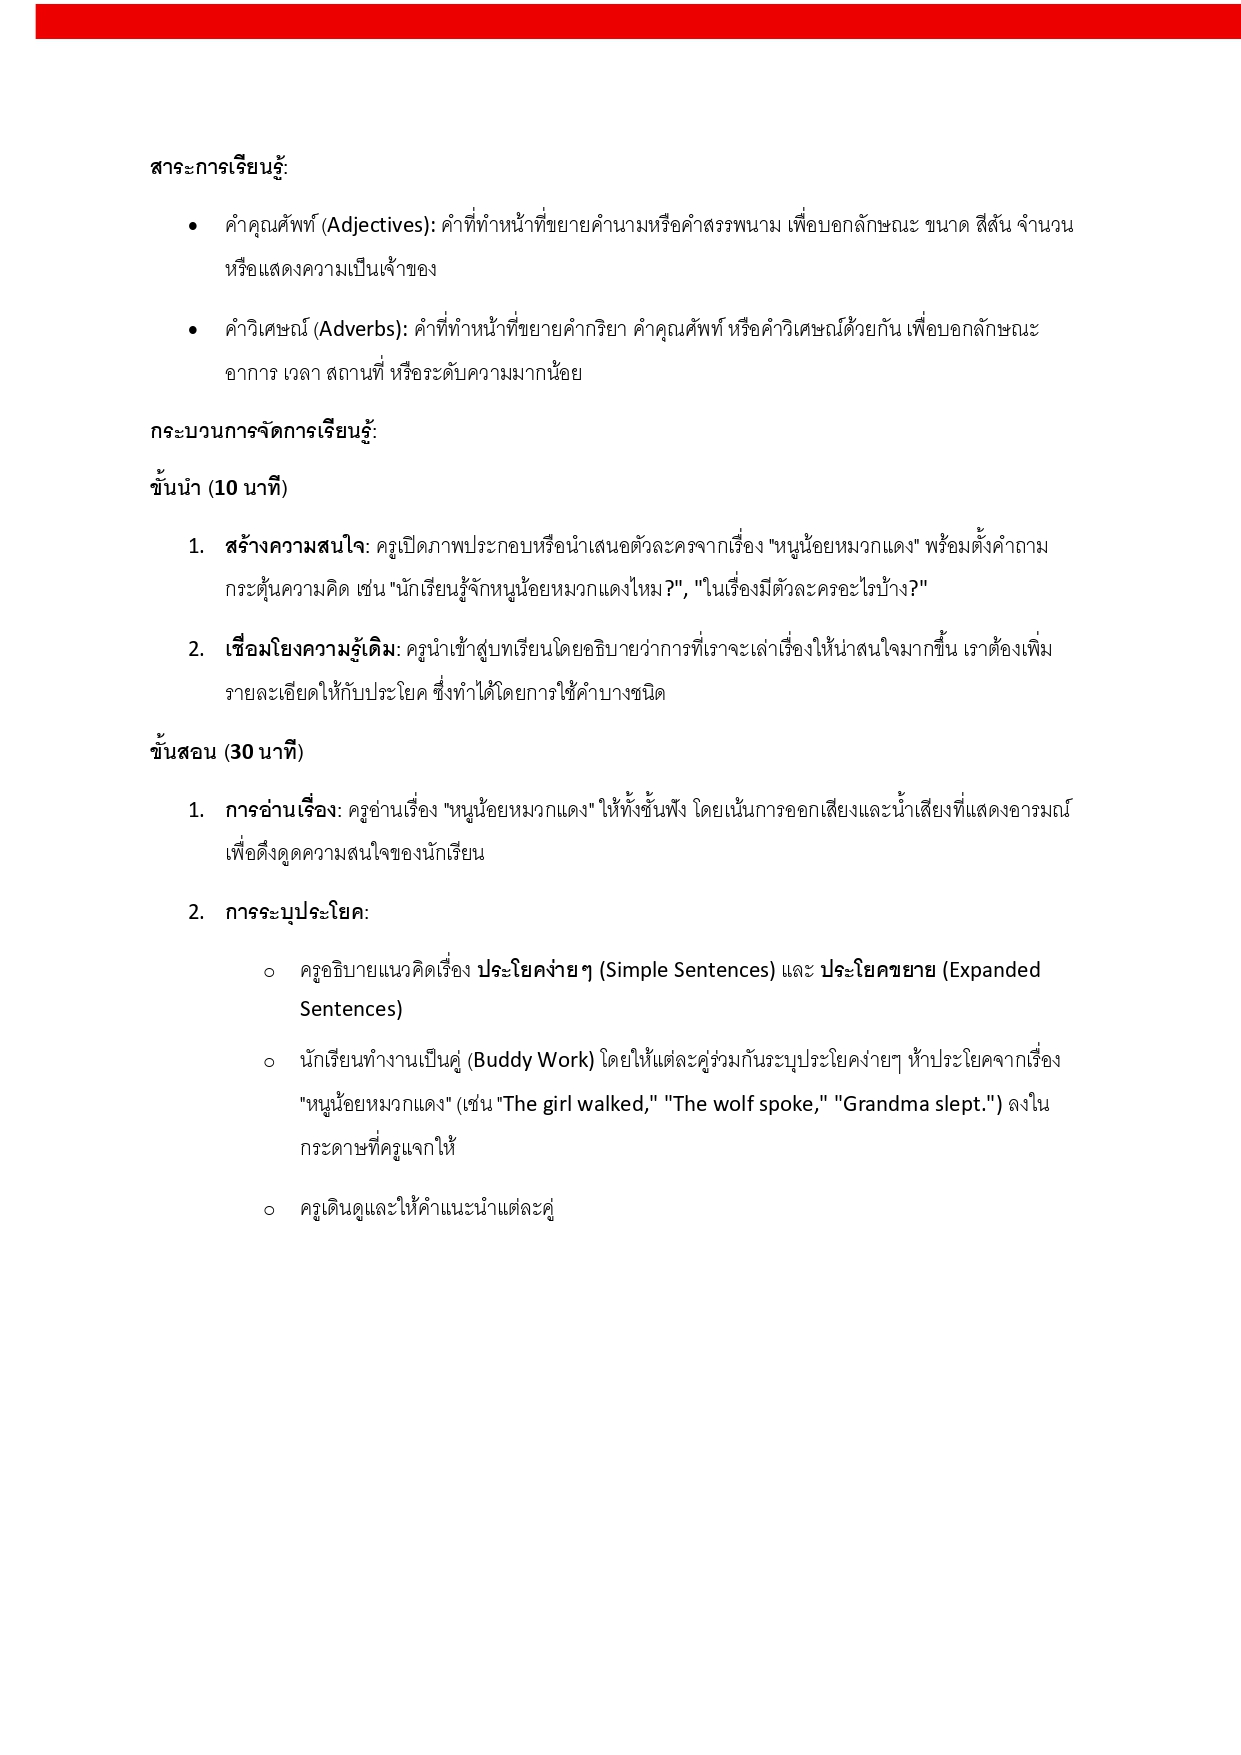 สาระการเรียนรู้:
• คำคุณศัพท์ (Adjectives): คำที่ทำหน้าที่ขยายคำนามหรือคำสรรพนาม เพื่อบอกลักษณะ ขนาด สีสัน จำนวน
หรือแสดงความเป็นเจ้าของ
• คำวิเศษณ์ (Adverbs): คำที่ทำหน้าที่ขยายคำกริยา คำคุณศัพท์ หรือคำวิเศษณ์ด้วยกัน เพื่อบอกลักษณะ
อาการ เวลา สถานที่ หรือระดับความมากน้อย
กระบวนการจัดการเรียนรู้:
ขั้นนำ (10 นาที)
1. สร้างความสนใจ: ครูเปิดภาพประกอบหรือนำเสนอตัวละครจากเรื่อง "หนูน้อยหมวกแดง" พร้อมตั้งคำถาม
กระตุ้นความคิด เช่น "นักเรียนรู้จักหนูน้อยหมวกแดงไหม?", "ในเรื่องมีตัวละครอะไรบ้าง?"
2. เชื่อมโยงความรู้เดิม: ครูนำเข้าสู่บทเรียนโดยอธิบายว่าการที่เราจะเล่าเรื่องให้น่าสนใจมากขึ้น เราต้องเพิ่ม
รายละเอียดให้กับประโยค ซึ่งทำได้โดยการใช้คำบางชนิด
ขั้นสอน (30 นาที)
1. การอ่านเรื่อง: ครูอ่านเรื่อง "หนูน้อยหมวกแดง" ให้ทั้งชั้นฟัง โดยเน้นการออกเสียงและน้ำเสียงที่แสดงอารมณ์
เพื่อดึงดูดความสนใจของนักเรียน
2. การระบุประโยค:
o ครูอธิบายแนวคิดเรื่อง ประโยคง่ายๆ (Simple Sentences) และ ประโยคขยาย (Expanded
Sentences)
o นักเรียนทำงานเป็นคู่ (Buddy Work) โดยให้แต่ละคู่ร่วมกันระบุประโยคง่ายๆ ห้าประโยคจากเรื่อง
"หนูน้อยหมวกแดง" (เช่น "The girl walked," "The wolf spoke," "Grandma slept.") ลงใน
กระดาษที่ครูแจกให้
o ครูเดินดูและให้คำแนะนำแต่ละคู่